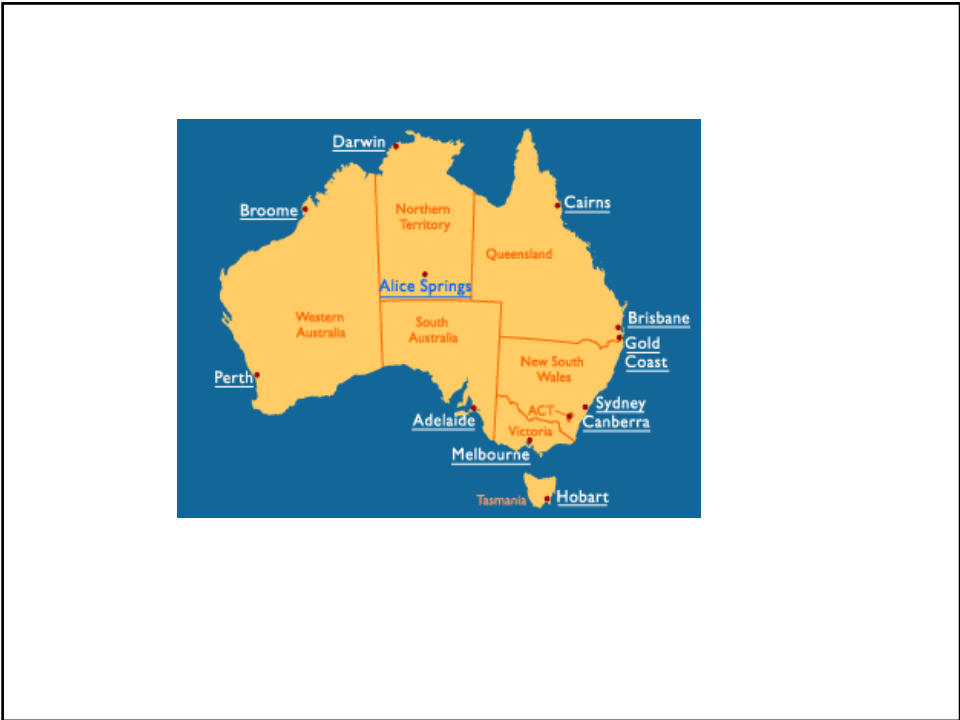 Darwin
Broome
Northern
Territory
Cairns
Queensland
Alice Springs
Western
Australia
South
Australia
Brisbane
Gold
Coast
New South
Wales
Perth
ACT
Sydney
Canberra
Adelaide
Victoria
Melbourne
Tasmania
Hobart